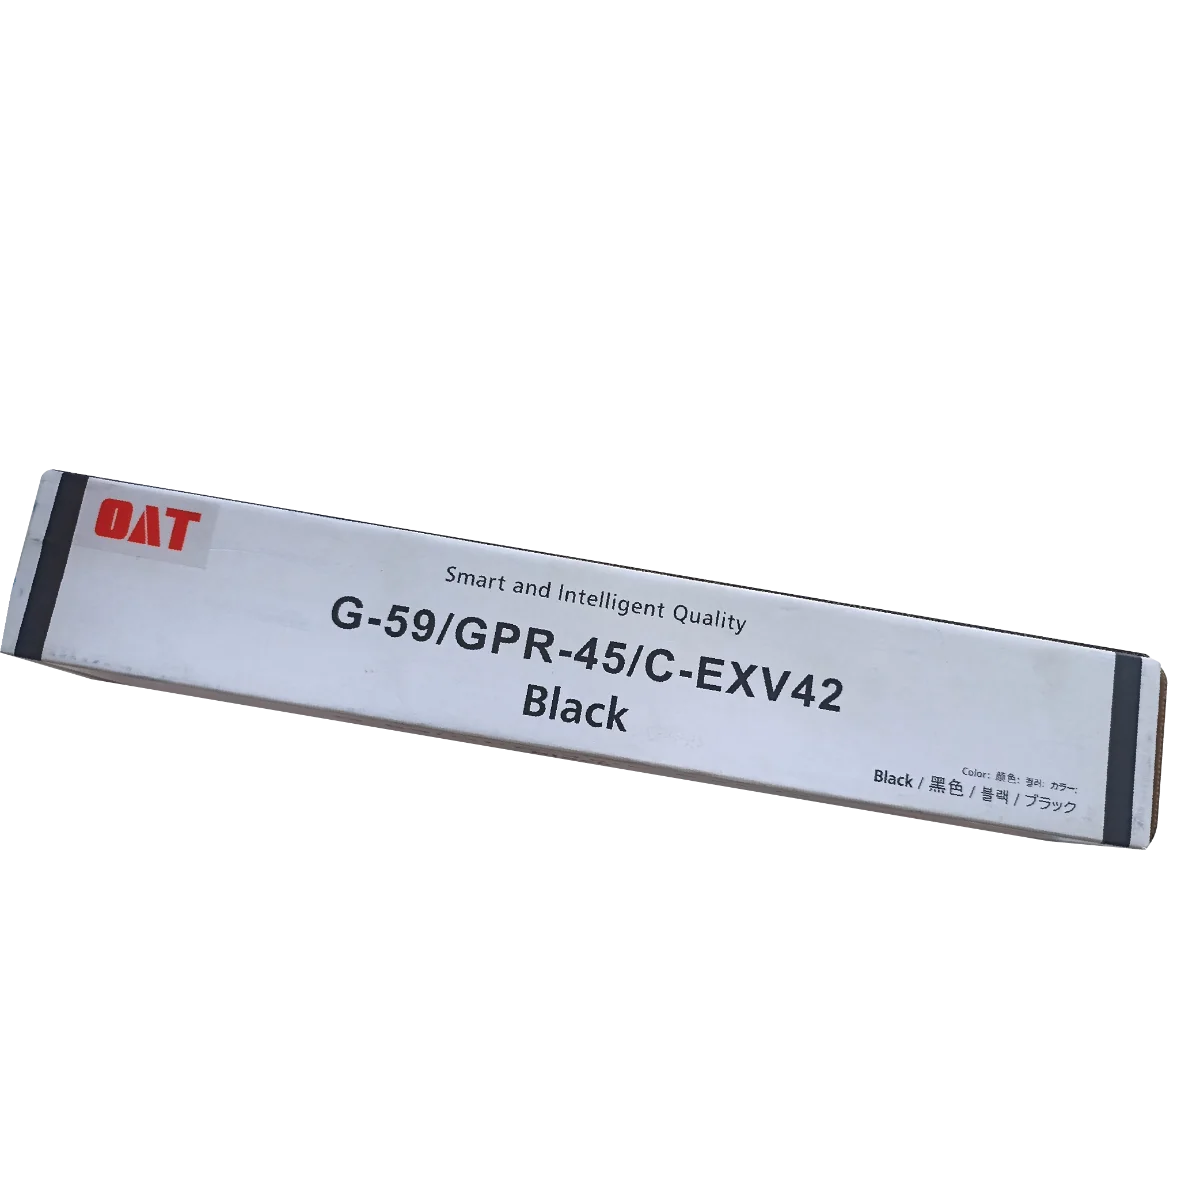 OAT
Smart and Intelligent Quality
G-59/GPR-45/C-EXV42
Black
Color: 颜色: 컬러: カラー:
Black / 黑色 / 블랙 / ブラック